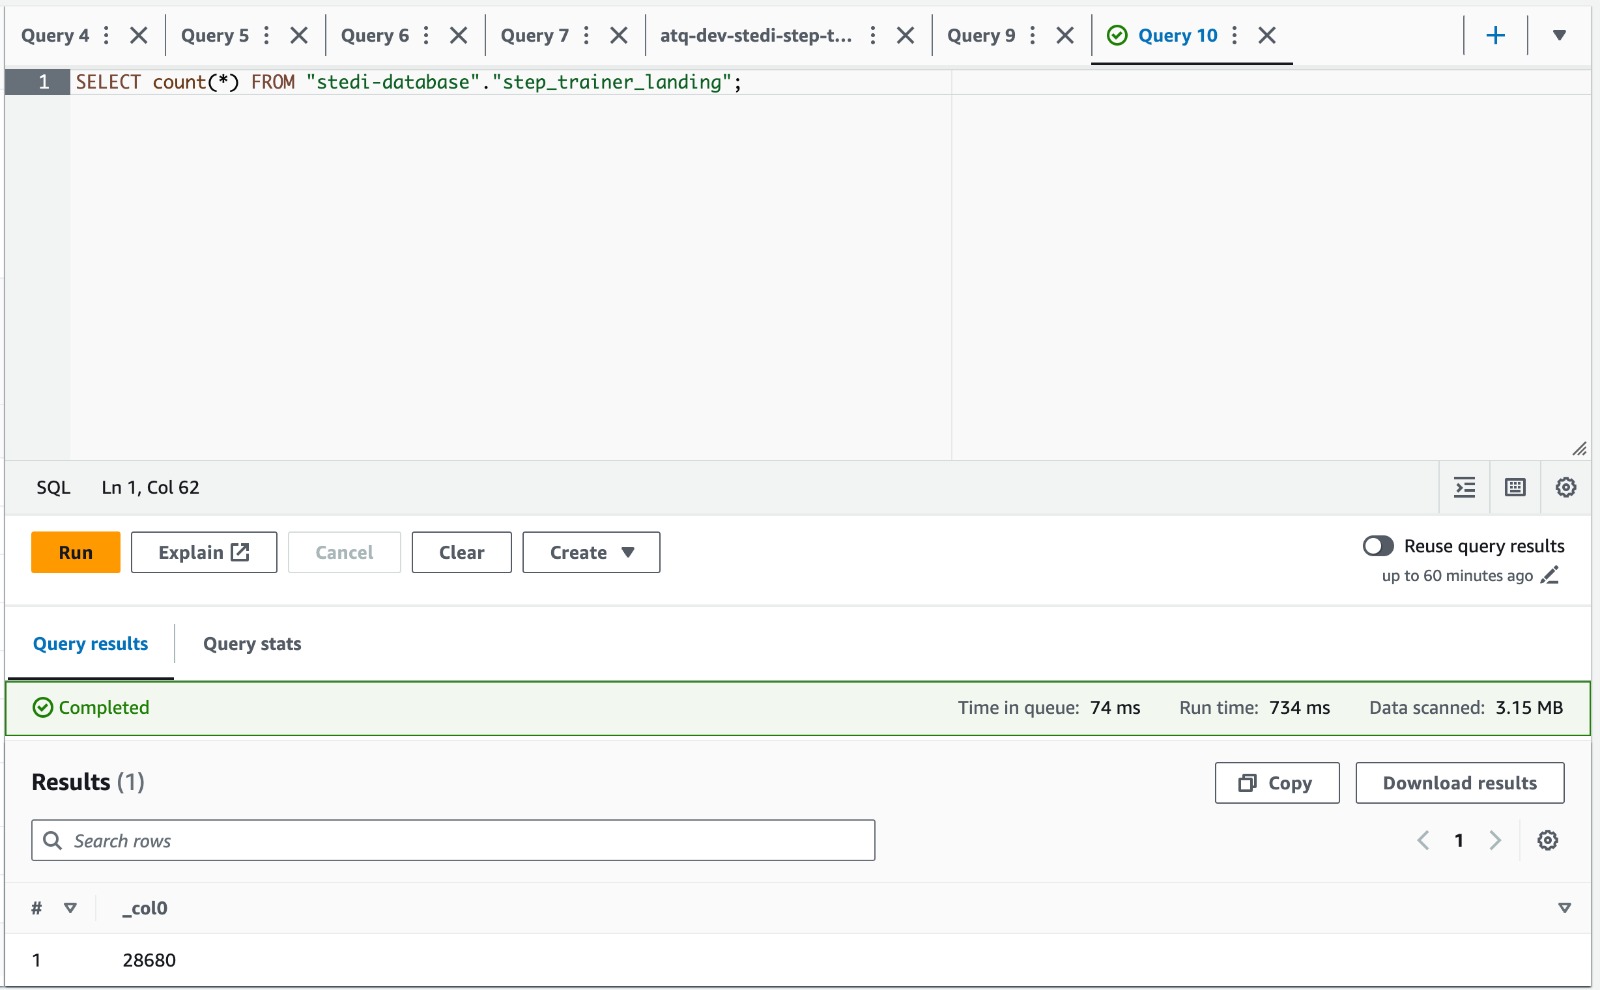 Query 4 Query 5 Query 6 Query 7 atq-dev-stedi-step-t... Query 9 Query 10
1 SELECT count(*) FROM "stedi-database"."step_trainer_landing";
SQL Ln 1, Col 62
Run Explain Cancel Clear Create
Reuse query results
up to 60 minutes ago
Query results Query stats
Completed Time in queue: 74 ms Run time: 734 ms Data scanned: 3.15 MB
Results (1) Copy Download results
Search rows 1
# _col0
1 28680